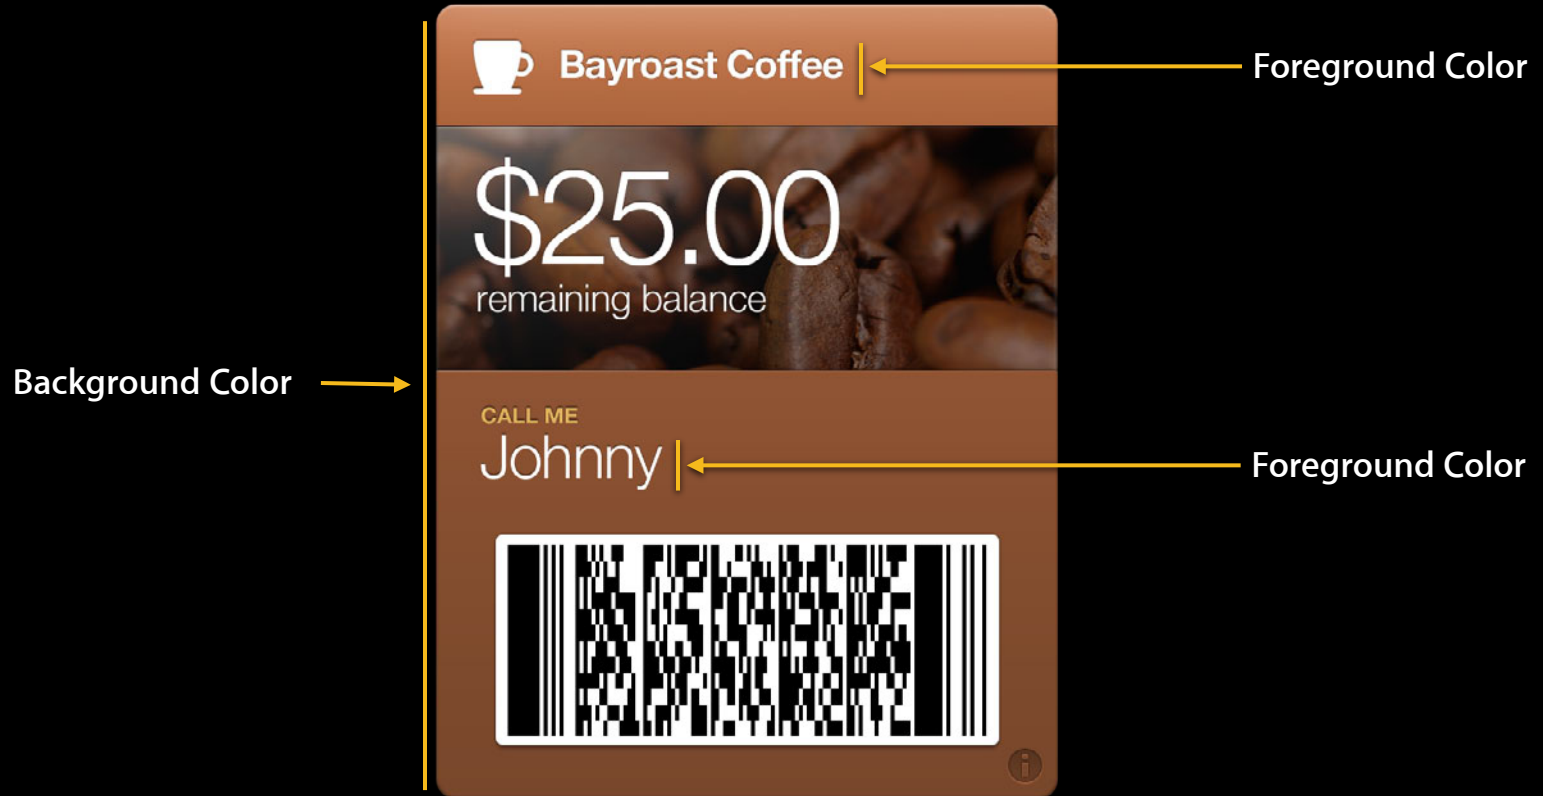 Bayroast Coffee
Foreground Color
$25.00
remaining balance
Background Color
CALL ME
Johnny
Foreground Color
i